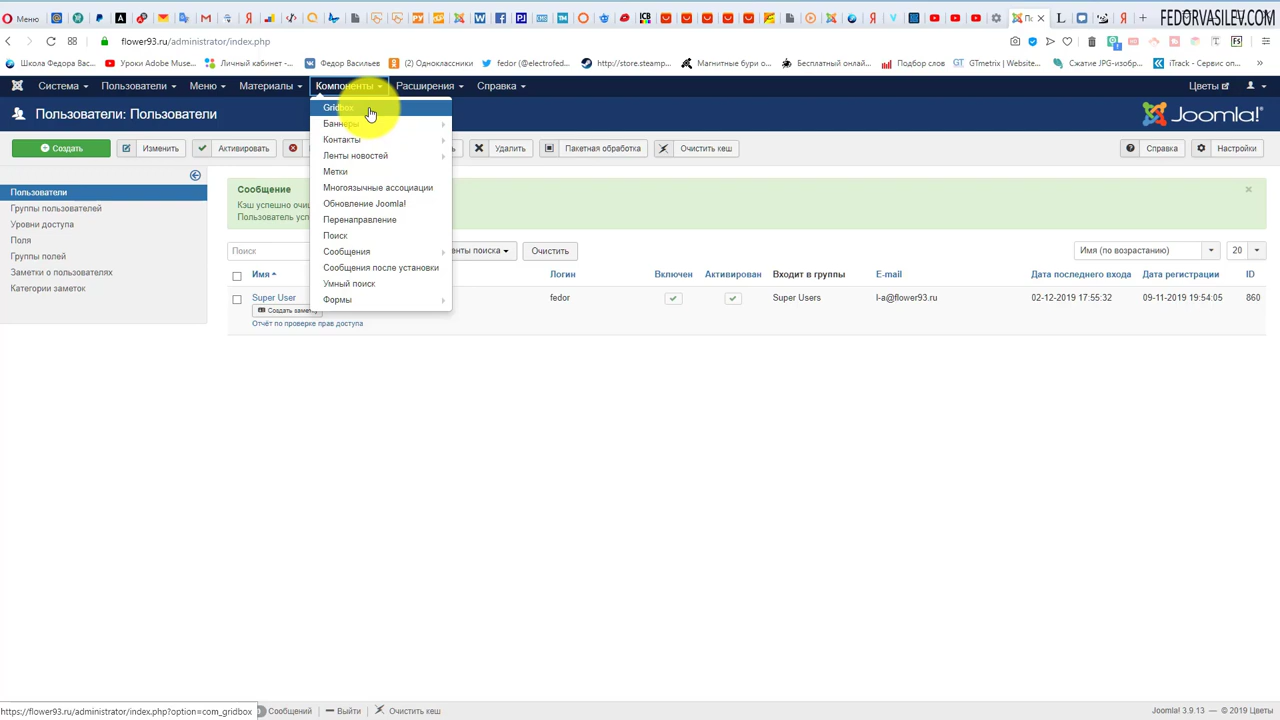 Меню
FEDORVASILEV.COM
flower93.ru/administrator/index.php
Школа Федора Вас...
Уроки Adobe Muse...
Личный кабинет -...
Федор Васильев
(2) Одноклассники
fedor (@electrofed...
http://store.steamp...
Магнитные бури о...
Бесплатный онлай...
Подбор слов
GTmetrix | Website...
Сжатие JPG-изобр...
iTrack - Сервис оп...
Система
Пользователи
Меню
Материалы
Компоненты
Расширения
Справка
Цветы
Пользователи: Пользователи
Joomla!
Создать
Изменить
Активировать
Удалить
Пакетная обработка
Очистить кеш
Справка
Настройки
Gridbox
Баннеры
Контакты
Ленты новостей
Метки
Многоязычные ассоциации
Обновление Joomla!
Перенаправление
Поиск
Сообщения
Сообщения после установки
Умный поиск
Формы
Пользователи
Группы пользователей
Уровни доступа
Поля
Группы полей
Заметки о пользователях
Категории заметок
Сообщение
Кэш успешно очи
Пользователь усп
Поиск
енты поиска
Очистить
Имя (по возрастанию)
20
Имя
Логин
Включен
Активирован
Входит в группы
E-mail
Дата последнего входа
Дата регистрации
ID
Super User
fedor
Super Users
l-a@flower93.ru
02-12-2019 17:55:32
09-11-2019 19:54:05
860
Создать замет
Отчёт по проверке прав доступа
https://flower93.ru/administrator/index.php?option=com_gridbox
Сообщений
Выйти
Очистить кеш
Joomla! 3.9.13 — © 2019 Цветы